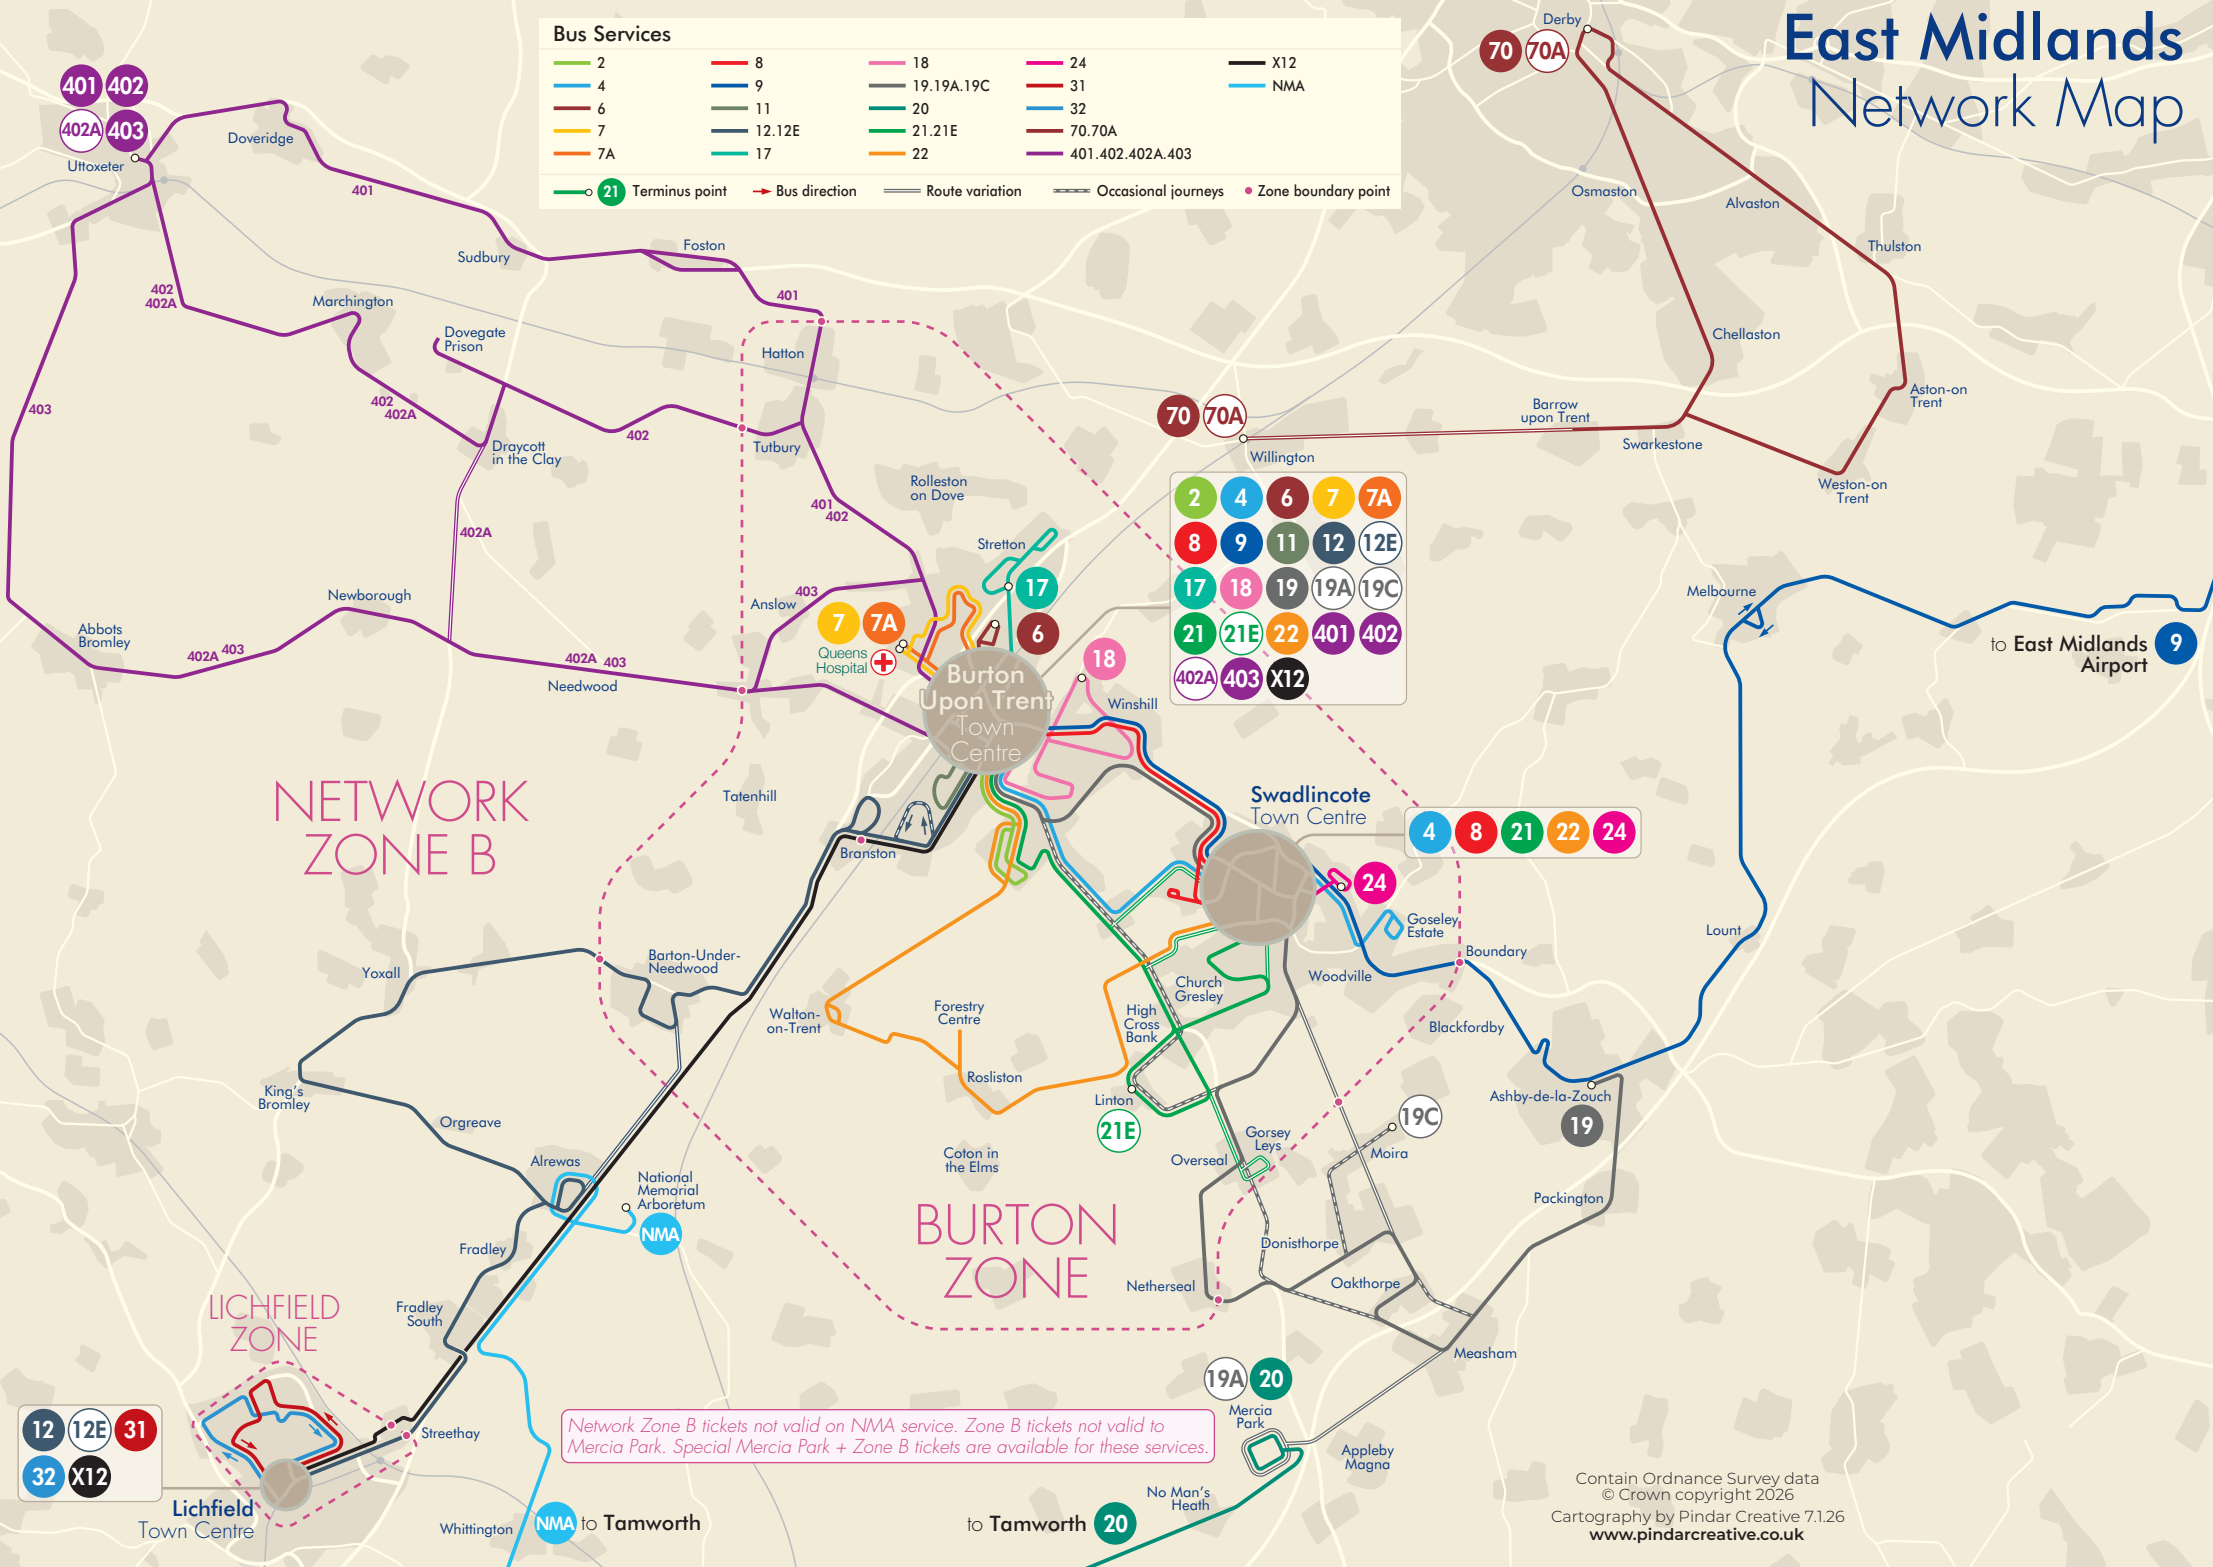 East Midlands
Network Map
Bus Services
2
4
6
7
7A
8
9
11
12.12E
17
18
19.19A.19C
20
21.21E
22
24
31
32
70.70A
401.402.402A.403
X12
NMA
21 Terminus point
Bus direction
Route variation
Occasional journeys
Zone boundary point
401 402
402A 403
Uttoxeter
Doveridge
401
Sudbury
Foston
401
402
402A
Marchington
Dovegate
Prison
Hatton
403
402
402A
402
Draycott
in the Clay
Tutbury
Rolleston
on Dove
401
402
402A
Stretton
17
Newborough
403
Anslow
7 7A
6
Queens
Hospital
Abbots
Bromley
402A 403
402A 403
Needwood
Burton
Upon Trent
Town
Centre
18
Winshill
Derby
70 70A
Osmaston
Alvaston
Thulston
Chellaston
Aston-on
Trent
Barrow
upon Trent
Swarkestone
Weston-on
Trent
70 70A
Willington
2 4 6 7 7A
8 9 11 12 12E
17 18 19 19A 19C
21 21E 22 401 402
402A 403 X12
Melbourne
to East Midlands
Airport
9
NETWORK
ZONE B
Tatenhill
Branston
Swadlincote
Town Centre
4 8 21 22 24
24
Goseley
Estate
Woodville
Boundary
Lount
Blackfordby
Ashby-de-la-Zouch
19
Yoxall
Barton-Under-
Needwood
Walton-
on-Trent
Forestry
Centre
Rosliston
Church
Gresley
High
Cross
Bank
Linton
21E
King's
Bromley
Orgreave
Alrewas
National
Memorial
Arboretum
NMA
Coton in
the Elms
Gorsey
Leys
Overseal
19C
Moira
Packington
Donisthorpe
Oakthorpe
Netherseal
Measham
BURTON
ZONE
Fradley
Fradley
South
LICHFIELD
ZONE
12 12E 31
32 X12
Streethay
Lichfield
Town Centre
Whittington
NMA to Tamworth
Network Zone B tickets not valid on NMA service. Zone B tickets not valid to
Mercia Park. Special Mercia Park + Zone B tickets are available for these services.
19A 20
Mercia
Park
Appleby
Magna
No Man's
Heath
to Tamworth 20
Contain Ordnance Survey data
© Crown copyright 2026
Cartography by Pindar Creative 7.1.26
www.pindarcreative.co.uk